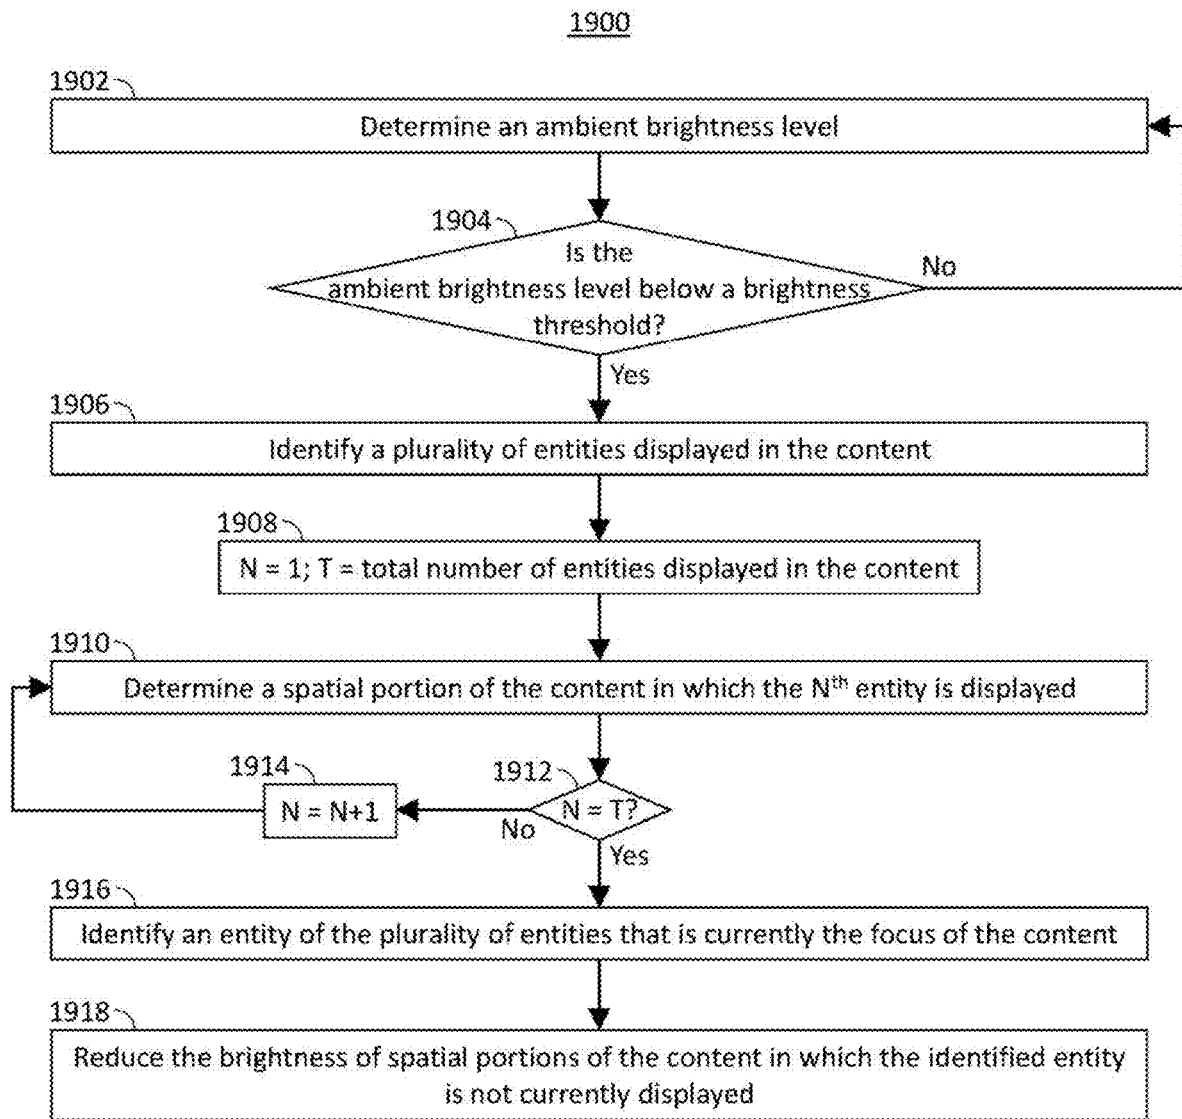 1900
1902
Determine an ambient brightness level
1904
Is the
ambient brightness level below a brightness
threshold?
No
Yes
1906
Identify a plurality of entities displayed in the content
1908
N = 1; T = total number of entities displayed in the content
1910
Determine a spatial portion of the content in which the Nth entity is displayed
1914
1912
N = N+1
No
N = T?
Yes
1916
Identify an entity of the plurality of entities that is currently the focus of the content
1918
Reduce the brightness of spatial portions of the content in which the identified entity
is not currently displayed